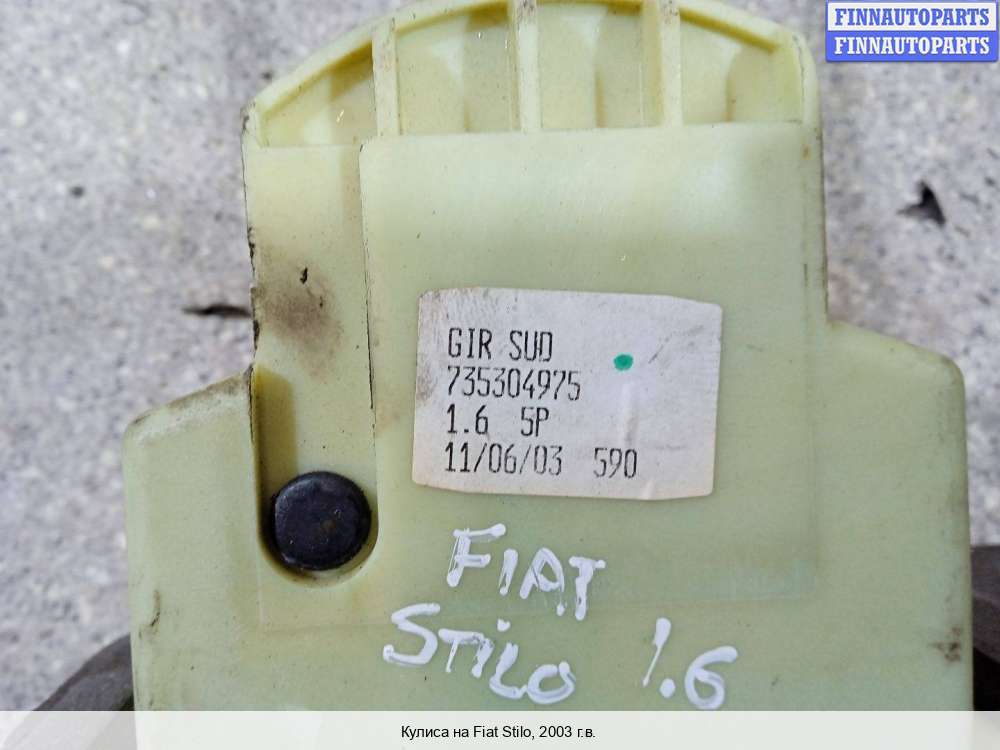 FINNAUTOPARTS
FINNAUTOPARTS
GIR SUD
735304975
1.6 5P
11/06/03 590
FIAT
STiLO 1.6
Кулиса на Fiat Stilo, 2003 г.в.